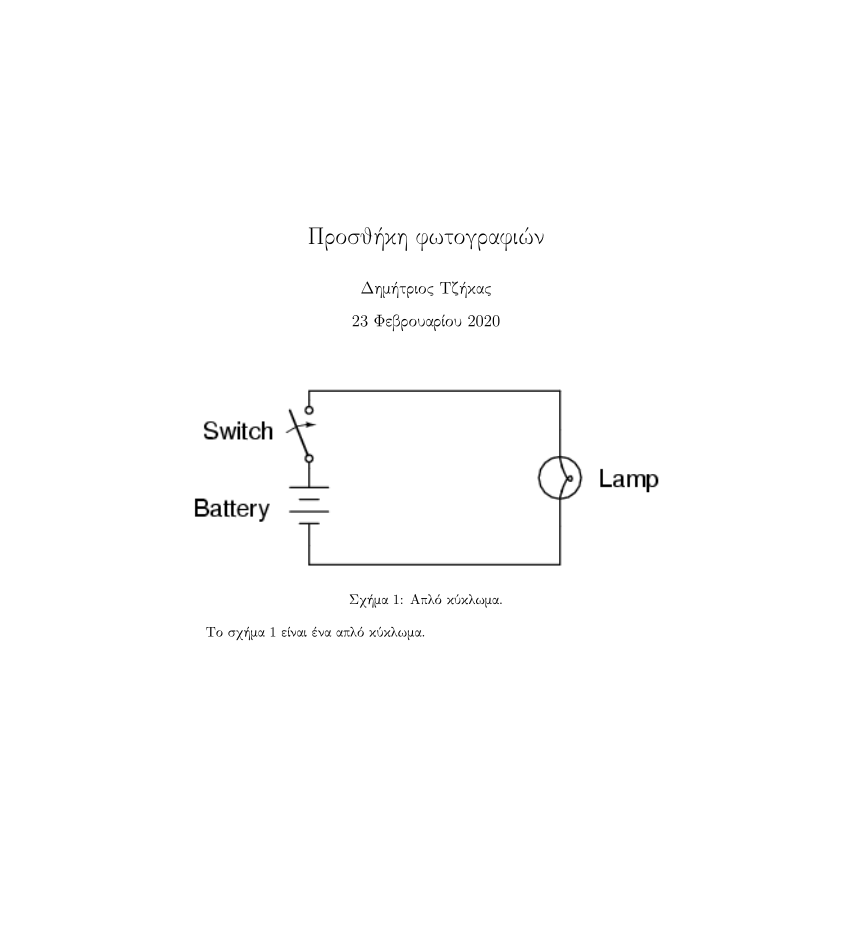 Προσθήκη φωτογραφιών
Δημήτριος Τζήκας
23 Φεβρουαρίου 2020
Switch
Lamp
Battery
Σχήμα 1: Απλό κύκλωμα.
Το σχήμα 1 είναι ένα απλό κύκλωμα.